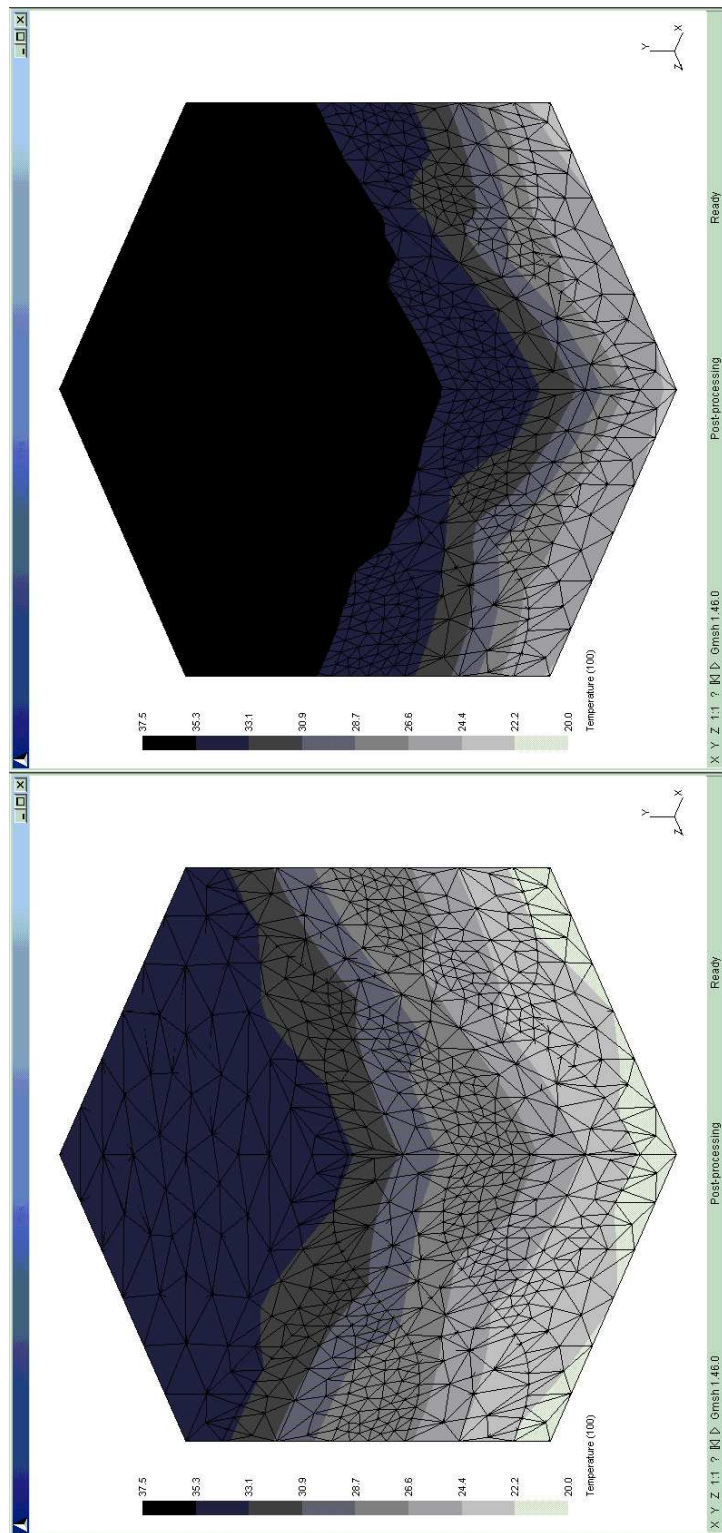 37.5
35.3
33.1
30.9
28.7
26.6
24.4
22.2
20.0
Temperature (100)
Y
Z
X
X Y Z 1:1 ? Gmsh 1.46.0
Post-processing
Ready
37.5
35.3
33.1
30.9
28.7
26.6
24.4
22.2
20.0
Temperature (100)
Y
Z
X
X Y Z 1:1 ? Gmsh 1.46.0
Post-processing
Ready